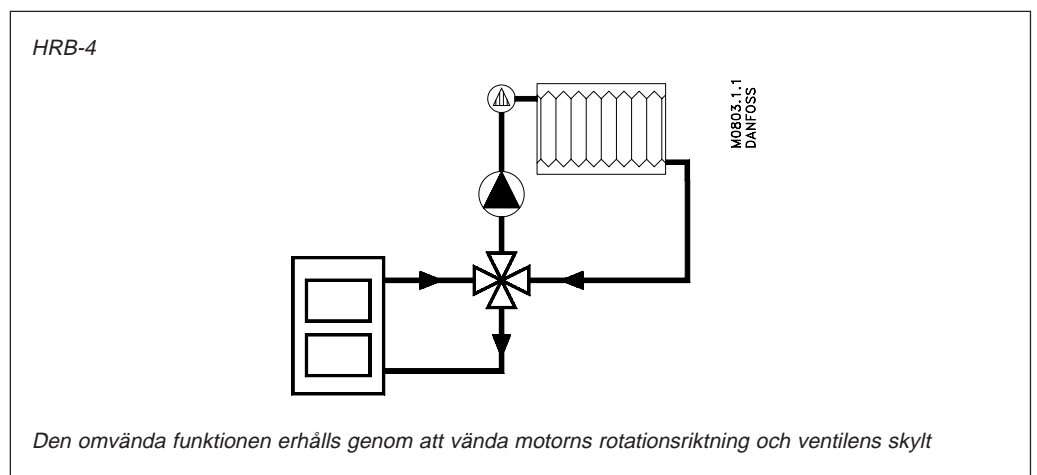 HRB-4
M0803.1.1
DANFOSS
Den omvända funktionen erhålls genom att vända motorns rotationsriktning och ventilens skylt